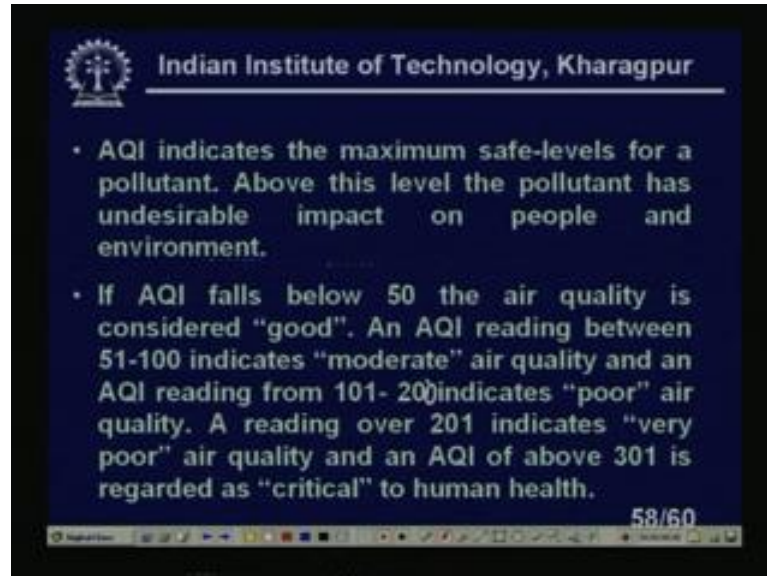 Indian Institute of Technology, Kharagpur
• AQI indicates the maximum safe-levels for a
pollutant. Above this level the pollutant has
undesirable impact on people and
environment.
• If AQI falls below 50 the air quality is
considered “good”. An AQI reading between
51-100 indicates “moderate” air quality and an
AQI reading from 101- 200indicates “poor” air
quality. A reading over 201 indicates “very
poor” air quality and an AQI of above 301 is
regarded as “critical” to human health.
58/60